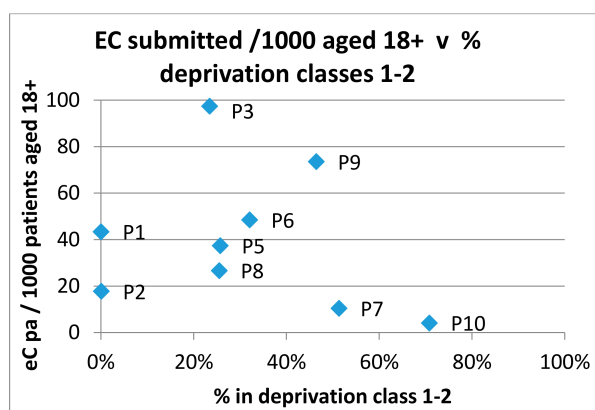 EC submitted /1000 aged 18+ v %
deprivation classes 1-2
eC pa / 1000 patients aged 18+
100
80
60
40
20
0
P3
P9
P6
P1
P5
P8
P2
P7
P10
0%
20%
40%
60%
80%
100%
% in deprivation class 1-2